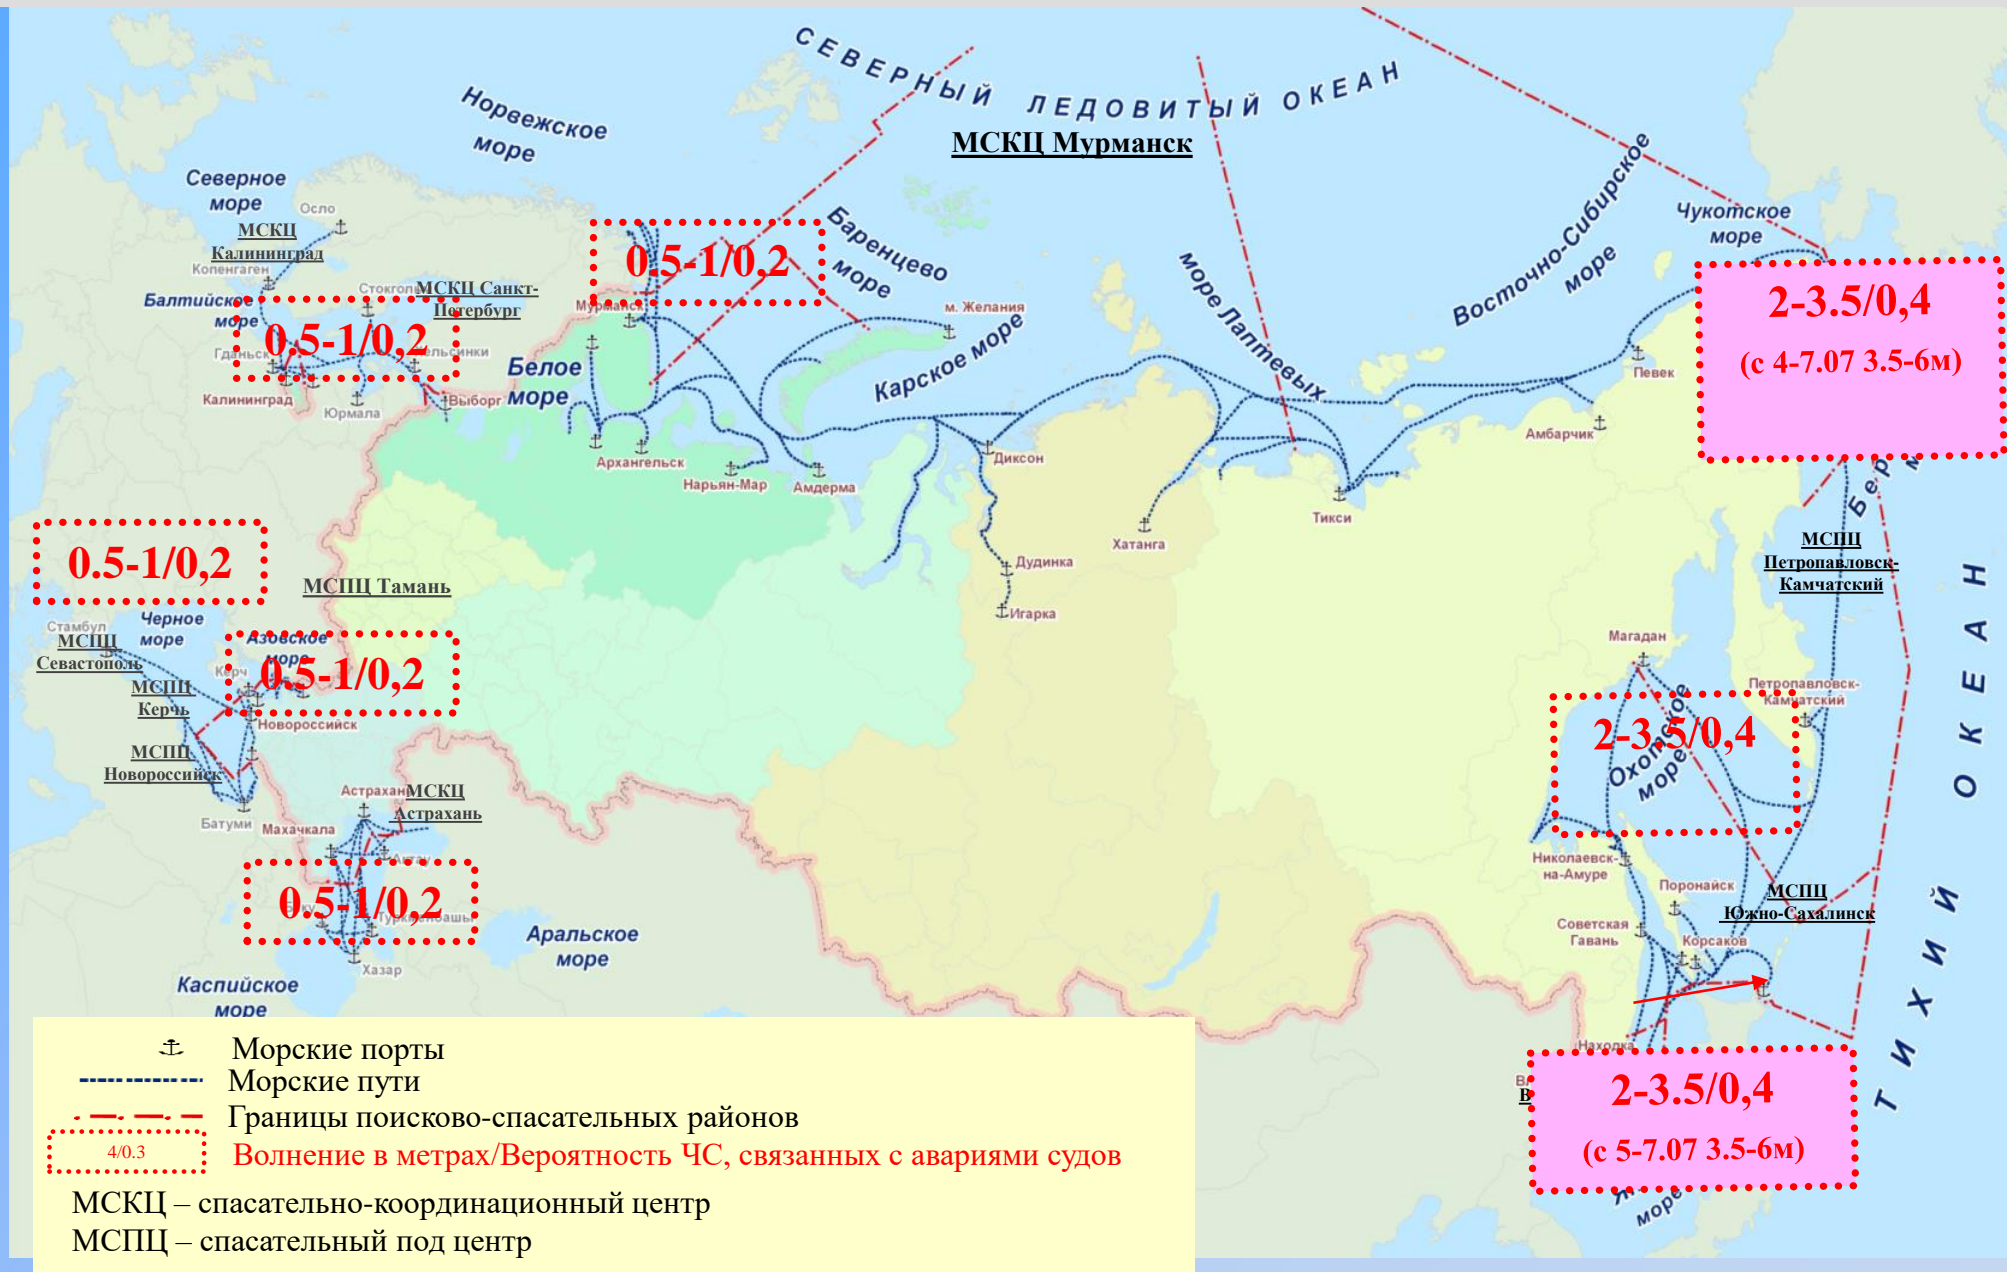 СЕВЕРНЫЙ ЛЕДОВИТЫЙ ОКЕАН
МСКЦ Мурманск
Норвежское
море
Северное
море
Осло
МСКЦ
Калининград
Копенгаген
Балтийское
море
МСКЦ Санкт-
Петербург
0.5-1/0,2
Гданьск
Калининград
Юрмала
Выборг
Мурманск
0.5-1/0,2
Баренцево
море
м. Желания
Карское море
Белое
море
море Лаптевых
Восточно-Сибирское
море
Чукотское
море
2-3.5/0,4
(с 4-7.07 3.5-6м)
Певек
Амбарчик
Архангельск
Нарьян-Мар
Амдерма
Диксон
Дудинка
Игарка
Хатанга
Тикси
0.5-1/0,2
МСПЦ Тамань
Черное
море
Стамбул
МСПЦ
Севастополь
Азовское
море
Керч
0.5-1/0,2
МСПЦ
Керчь
Новороссийск
МСПЦ
Новороссийск
Батуми
Астрахань
МСКЦ
Астрахань
Махачкала
Актау
0.5-1/0,2
Баку
Туркменбашы
Хазар
Аральское
море
Каспийское
море
МСПЦ
Петропавловск-
Камчатский
Магадан
Петропавловск-
Камчатский
2-3.5/0,4
Охотское
море
Николаевск-
на-Амуре
Поронайск
МСПЦ
Южно-Сахалинск
Советская
Гавань
Корсаков
Находка
2-3.5/0,4
(с 5-7.07 3.5-6м)
море
ТИХИЙ ОКЕАН
Морские порты
Морские пути
Границы поисково-спасательных районов
4/0.3
Волнение в метрах/Вероятность ЧС, связанных с авариями судов
МСКЦ – спасательно-координационный центр
МСПЦ – спасательный под центр